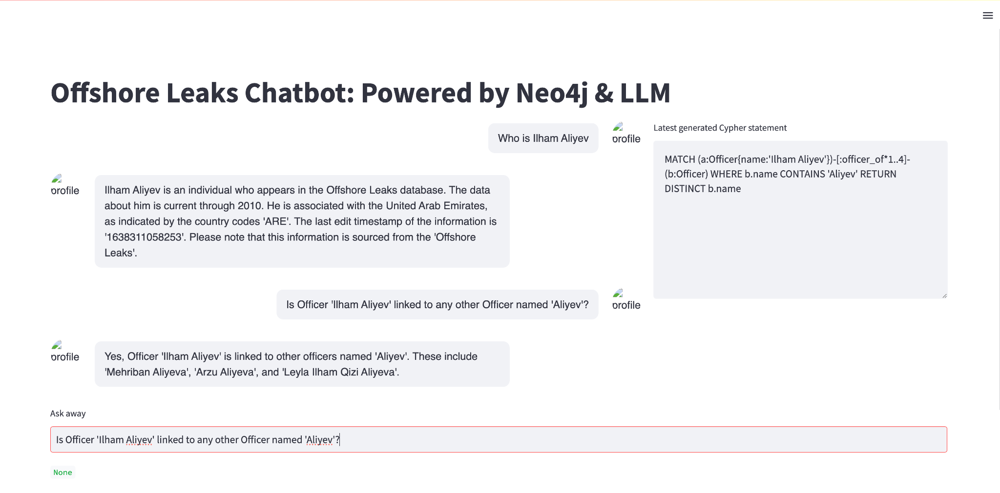 Offshore Leaks Chatbot: Powered by Neo4j & LLM
Who is Ilham Aliyev
profile
Ilham Aliyev is an individual who appears in the Offshore Leaks database. The data
about him is current through 2010. He is associated with the United Arab Emirates,
as indicated by the country codes 'ARE'. The last edit timestamp of the information is
'1638311058253'. Please note that this information is sourced from the 'Offshore
Leaks'.
profile
Is Officer 'Ilham Aliyev' linked to any other Officer named 'Aliyev'?
profile
Yes, Officer 'Ilham Aliyev' is linked to other officers named 'Aliyev'. These include
'Mehriban Aliyeva', 'Arzu Aliyeva', and 'Leyla Ilham Qizi Aliyeva'.
profile
Latest generated Cypher statement
MATCH (a:Officer{name:'Ilham Aliyev'})-[:officer_of*1..4]-
(b:Officer) WHERE b.name CONTAINS 'Aliyev' RETURN
DISTINCT b.name
Ask away
Is Officer 'Ilham Aliyev' linked to any other Officer named 'Aliyev'?
None